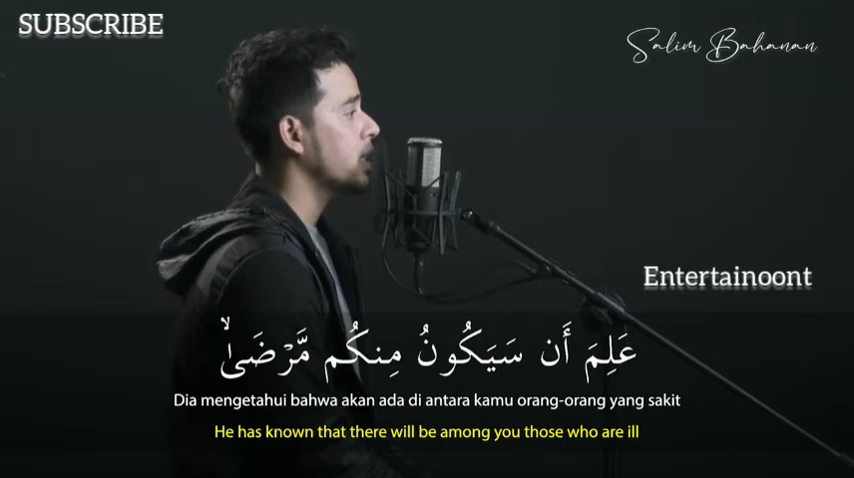 SUBSCRIBE
Salim Bahanan
Entertainoont
عَلِمَ أَن سَيَكُونُ مِنكُم مَّرْضَىٰۙ
Dia mengetahui bahwa akan ada di antara kamu orang-orang yang sakit
He has known that there will be among you those who are ill